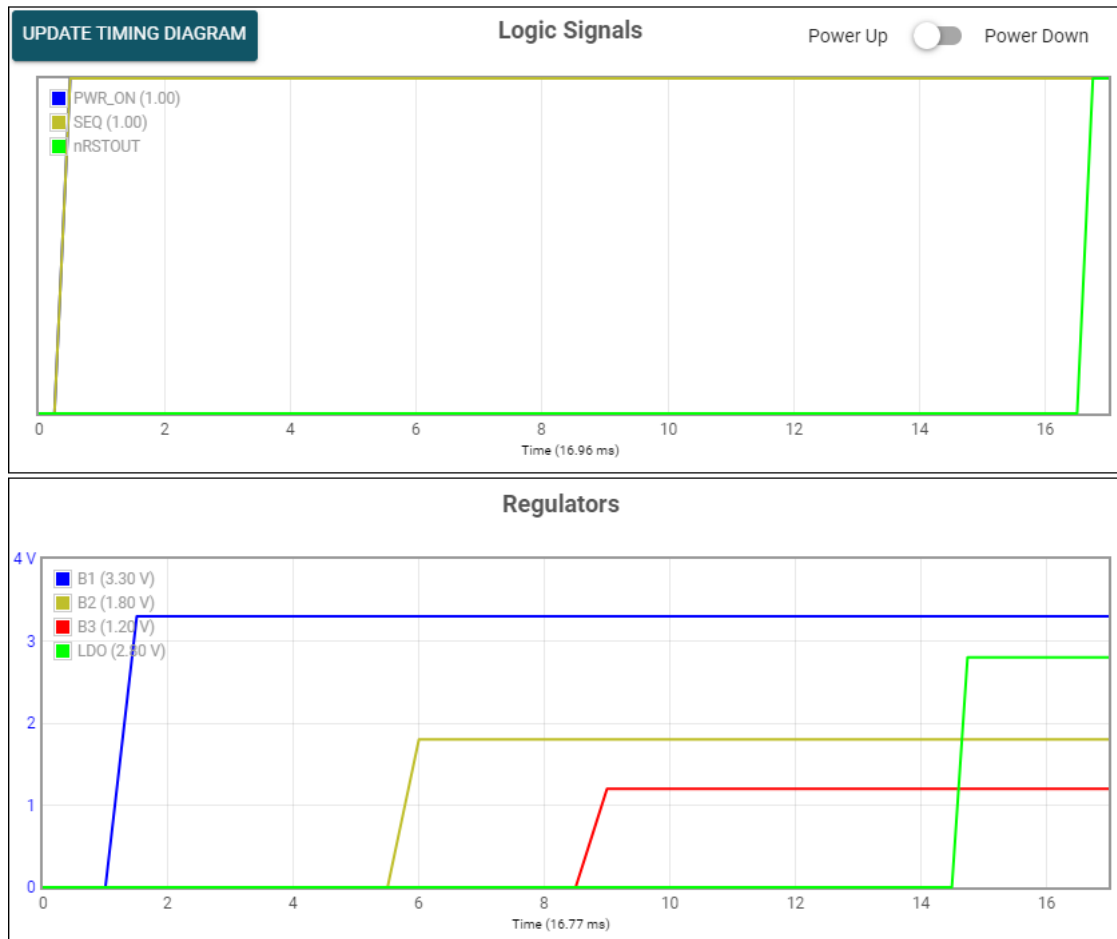 UPDATE TIMING DIAGRAM
Logic Signals
Power Up
Power Down
PWR_ON (1.00)
SEQ (1.00)
nRSTOUT
0 2 4 6 8 10 12 14 16
Time (16.96 ms)
Regulators
4 V
B1 (3.30 V)
B2 (1.80 V)
B3 (1.20 V)
3
LDO (2.80 V)
2
1
0
0 2 4 6 8 10 12 14 16
Time (16.77 ms)